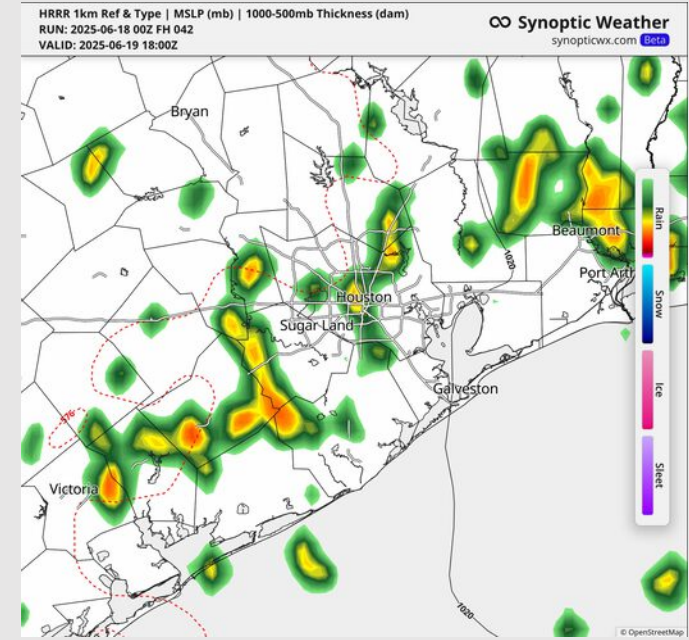 HRRR 1km Ref & Type | MSLP (mb) | 1000-500mb Thickness (dam)
RUN: 2025-06-18 00Z FH 042
VALID: 2025-06-19 18:00Z
Synoptic Weather
synopticwx.com Beta
Bryan
Rain
Beaumont
1020
Port Arth
Snow
Houston
Sugar Land
Ice
Galveston
576
Sleet
Victoria
1020
© OpenStreetMap